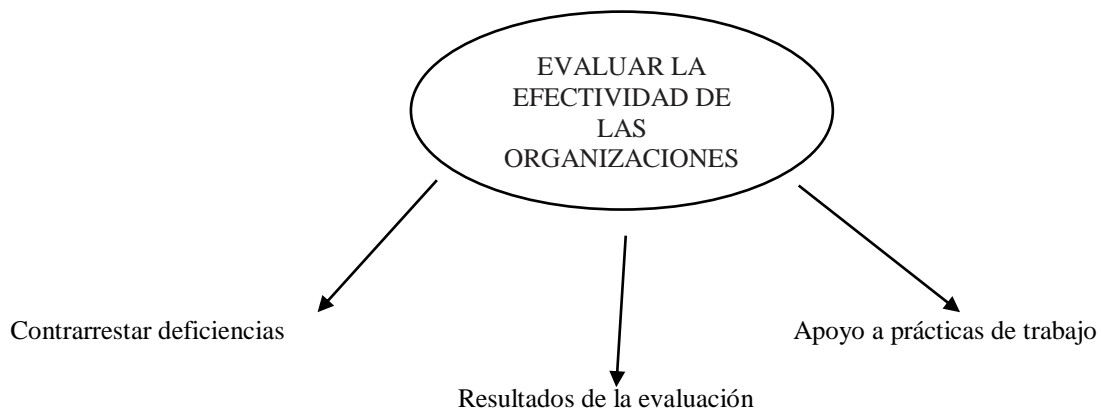 EVALUAR LA
EFECTIVIDAD DE
LAS
ORGANIZACIONES
Contrarrestar deficiencias
Apoyo a prácticas de trabajo
Resultados de la evaluación